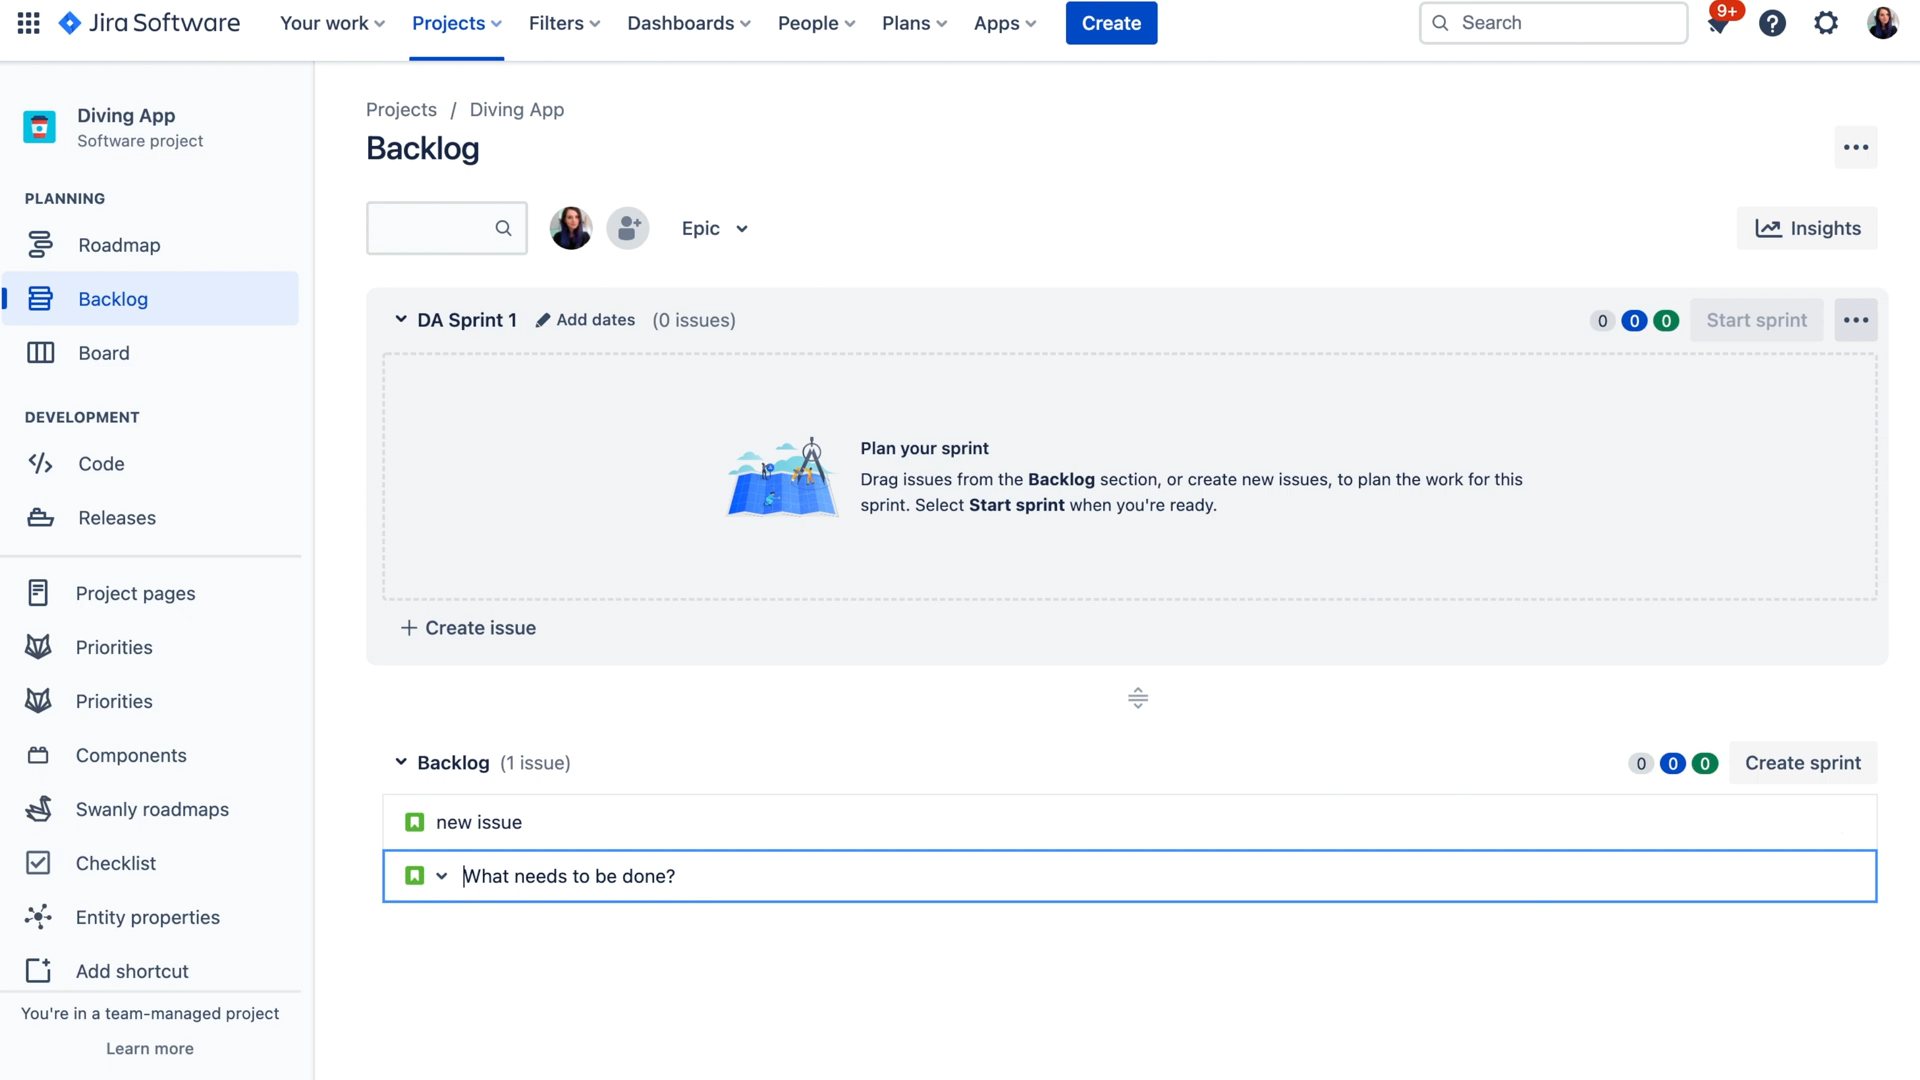 Jira Software
Your work
Projects
Filters
Dashboards
People
Plans
Apps
Create
Search
9+
Diving App
Software project
PLANNING
Roadmap
Backlog
Board
DEVELOPMENT
Code
Releases
Project pages
Priorities
Priorities
Components
Swanly roadmaps
Checklist
Entity properties
Add shortcut
You're in a team-managed project
Learn more
Projects / Diving App
Backlog
Epic
Insights
DA Sprint 1 Add dates (0 issues)
0 0 0 Start sprint
Plan your sprint
Drag issues from the Backlog section, or create new issues, to plan the work for this
sprint. Select Start sprint when you're ready.
+ Create issue
Backlog (1 issue)
0 0 0 Create sprint
new issue
What needs to be done?